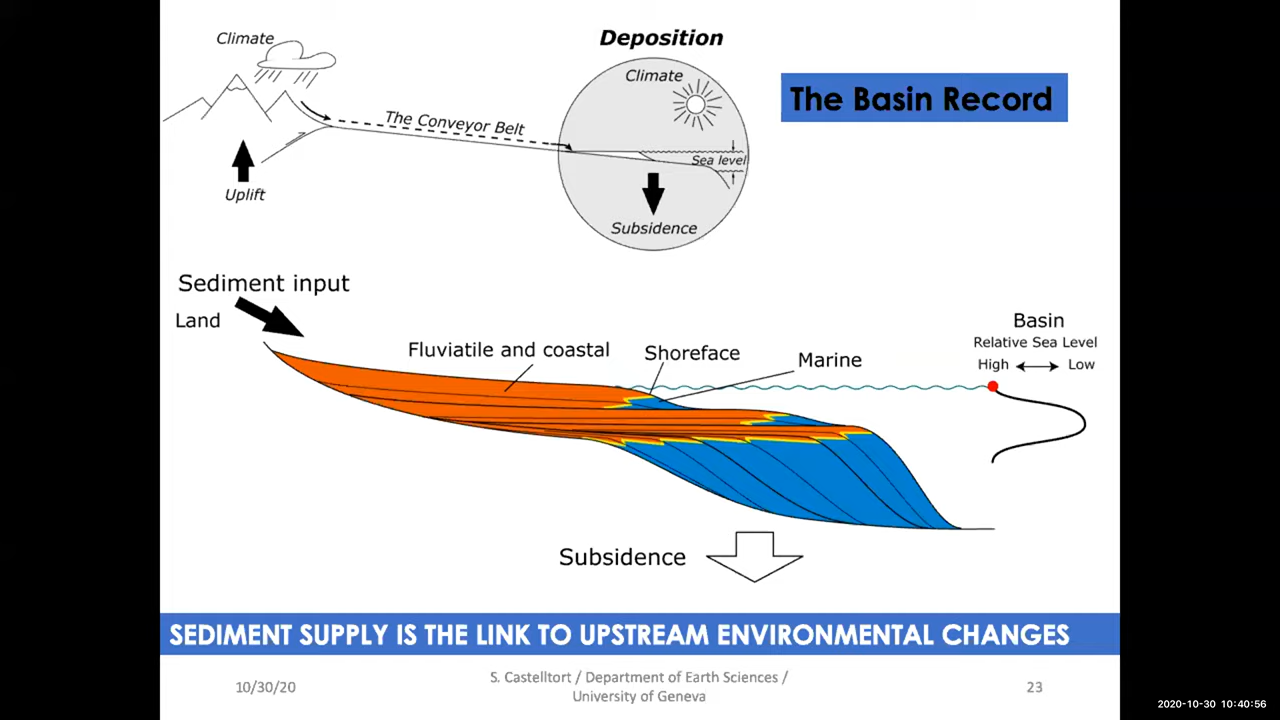 Climate
Deposition
The Basin Record
Climate
The Conveyor Belt
Sea level
Uplift
Subsidence
Sediment input
Land
Fluviatile and coastal
Shoreface
Marine
Basin
Relative Sea Level
High
Low
Subsidence
SEDIMENT SUPPLY IS THE LINK TO UPSTREAM ENVIRONMENTAL CHANGES
10/30/20
S. Castelltort / Department of Earth Sciences /
University of Geneva
23
2020-10-30 10:40:56